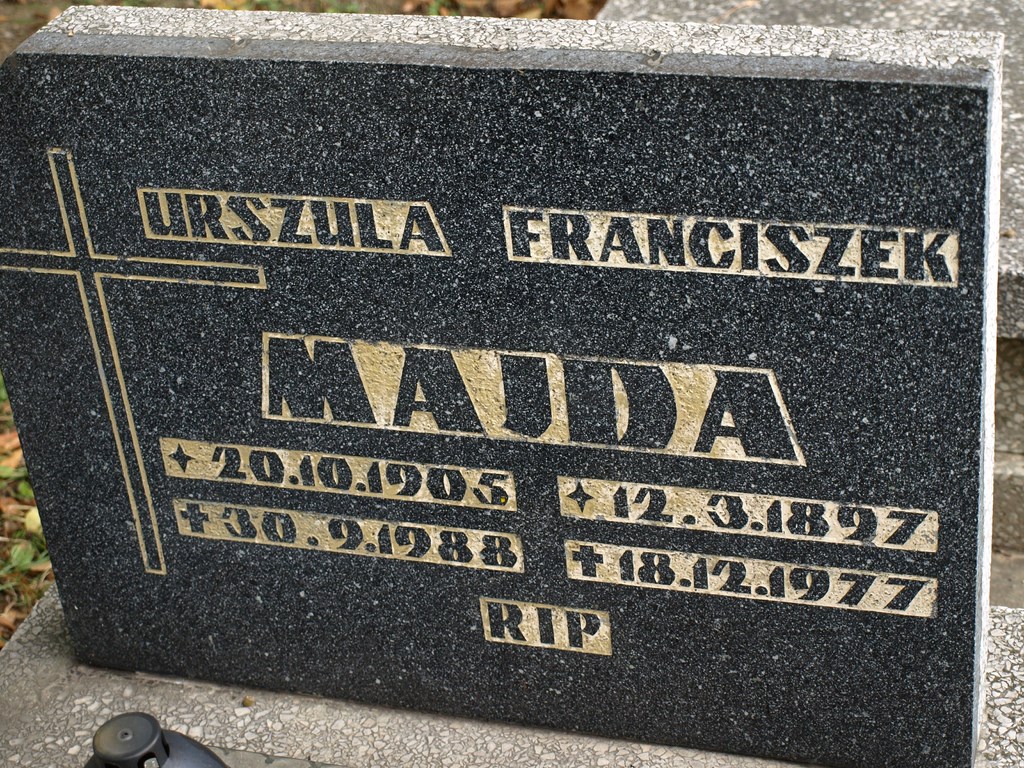 URSZULA FRANCISZEK
MAJDA
✦ 20.10.1905 ✦ 12.3.1897
✝ 30.9.1988 ✝ 18.12.1977
RIP